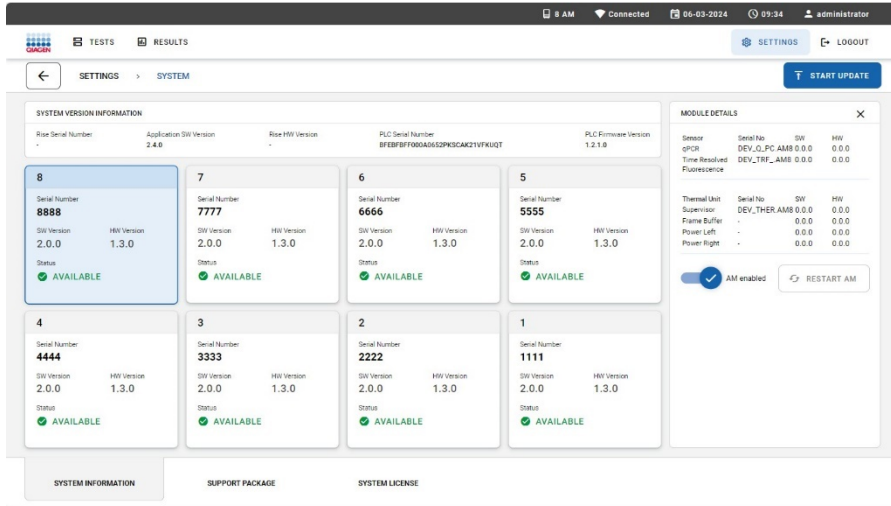 8 AM Connected 06-03-2024 09:34 administrator
QIAGEN TESTS RESULTS SETTINGS LOGOUT
SETTINGS > SYSTEM START UPDATE
SYSTEM VERSION INFORMATION
Rise Serial Number Application SW Version Rise HW Version PLC Serial Number PLC Firmware Version
- 2.4.0 - BFEBFBFF000A0652PKSCAK21VFKUQT 1.2.1.0
8 7 6 5
Serial Number Serial Number Serial Number Serial Number
8888 7777 6666 5555
SW Version HW Version SW Version HW Version SW Version HW Version SW Version HW Version
2.0.0 1.3.0 2.0.0 1.3.0 2.0.0 1.3.0 2.0.0 1.3.0
Status Status Status Status
AVAILABLE AVAILABLE AVAILABLE AVAILABLE
4 3 2 1
Serial Number Serial Number Serial Number Serial Number
4444 3333 2222 1111
SW Version HW Version SW Version HW Version SW Version HW Version SW Version HW Version
2.0.0 1.3.0 2.0.0 1.3.0 2.0.0 1.3.0 2.0.0 1.3.0
Status Status Status Status
AVAILABLE AVAILABLE AVAILABLE AVAILABLE
MODULE DETAILS
Sensor Serial No SW HW
qPCR DEV_Q_PC.AM8 0.0.0 0.0.0
Time Resolved DEV_TRF_.AM8 0.0.0 0.0.0
Fluorescence
Thermal Unit Serial No SW HW
Supervisor DEV_THER.AM8 0.0.0 0.0.0
Frame Buffer - 0.0.0 0.0.0
Power Left - 0.0.0 0.0.0
Power Right - 0.0.0 0.0.0
AM enabled RESTART AM
SYSTEM INFORMATION SUPPORT PACKAGE SYSTEM LICENSE